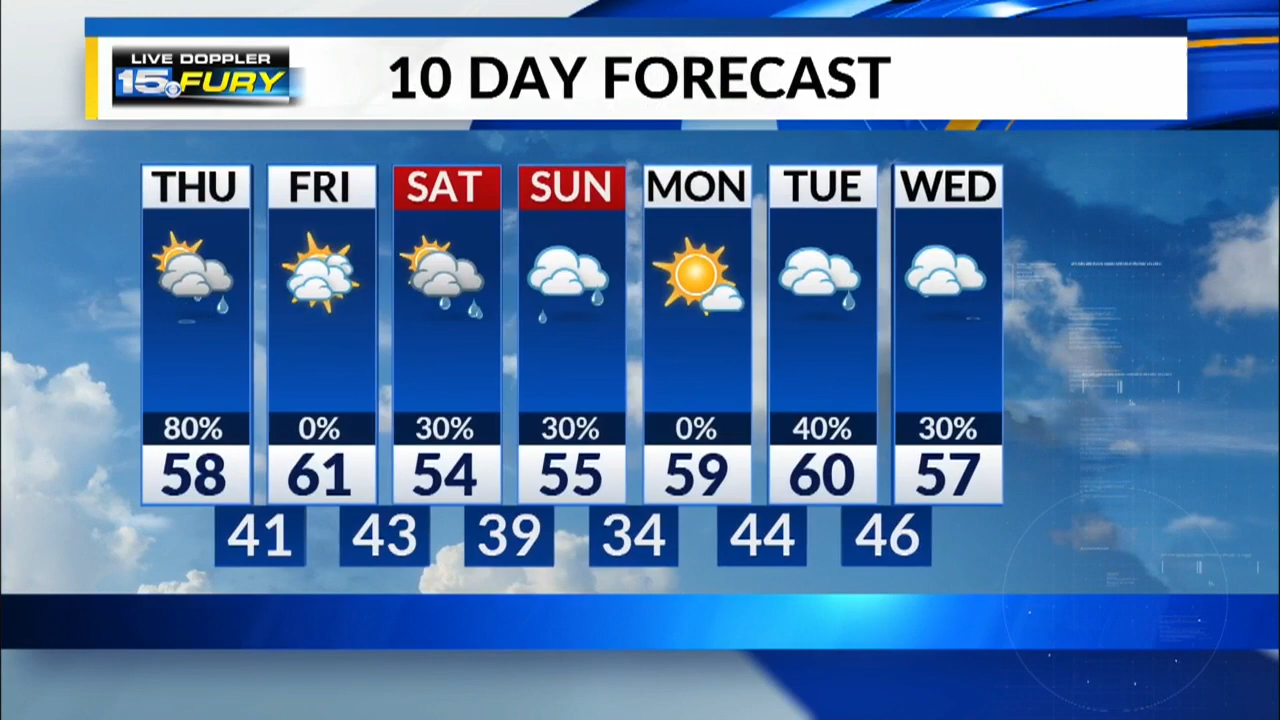 LIVE DOPPLER
15 FURY
10 DAY FORECAST
THU FRI SAT SUN MON TUE WED
80% 0% 30% 30% 0% 40% 30%
58 61 54 55 59 60 57
41 43 39 34 44 46